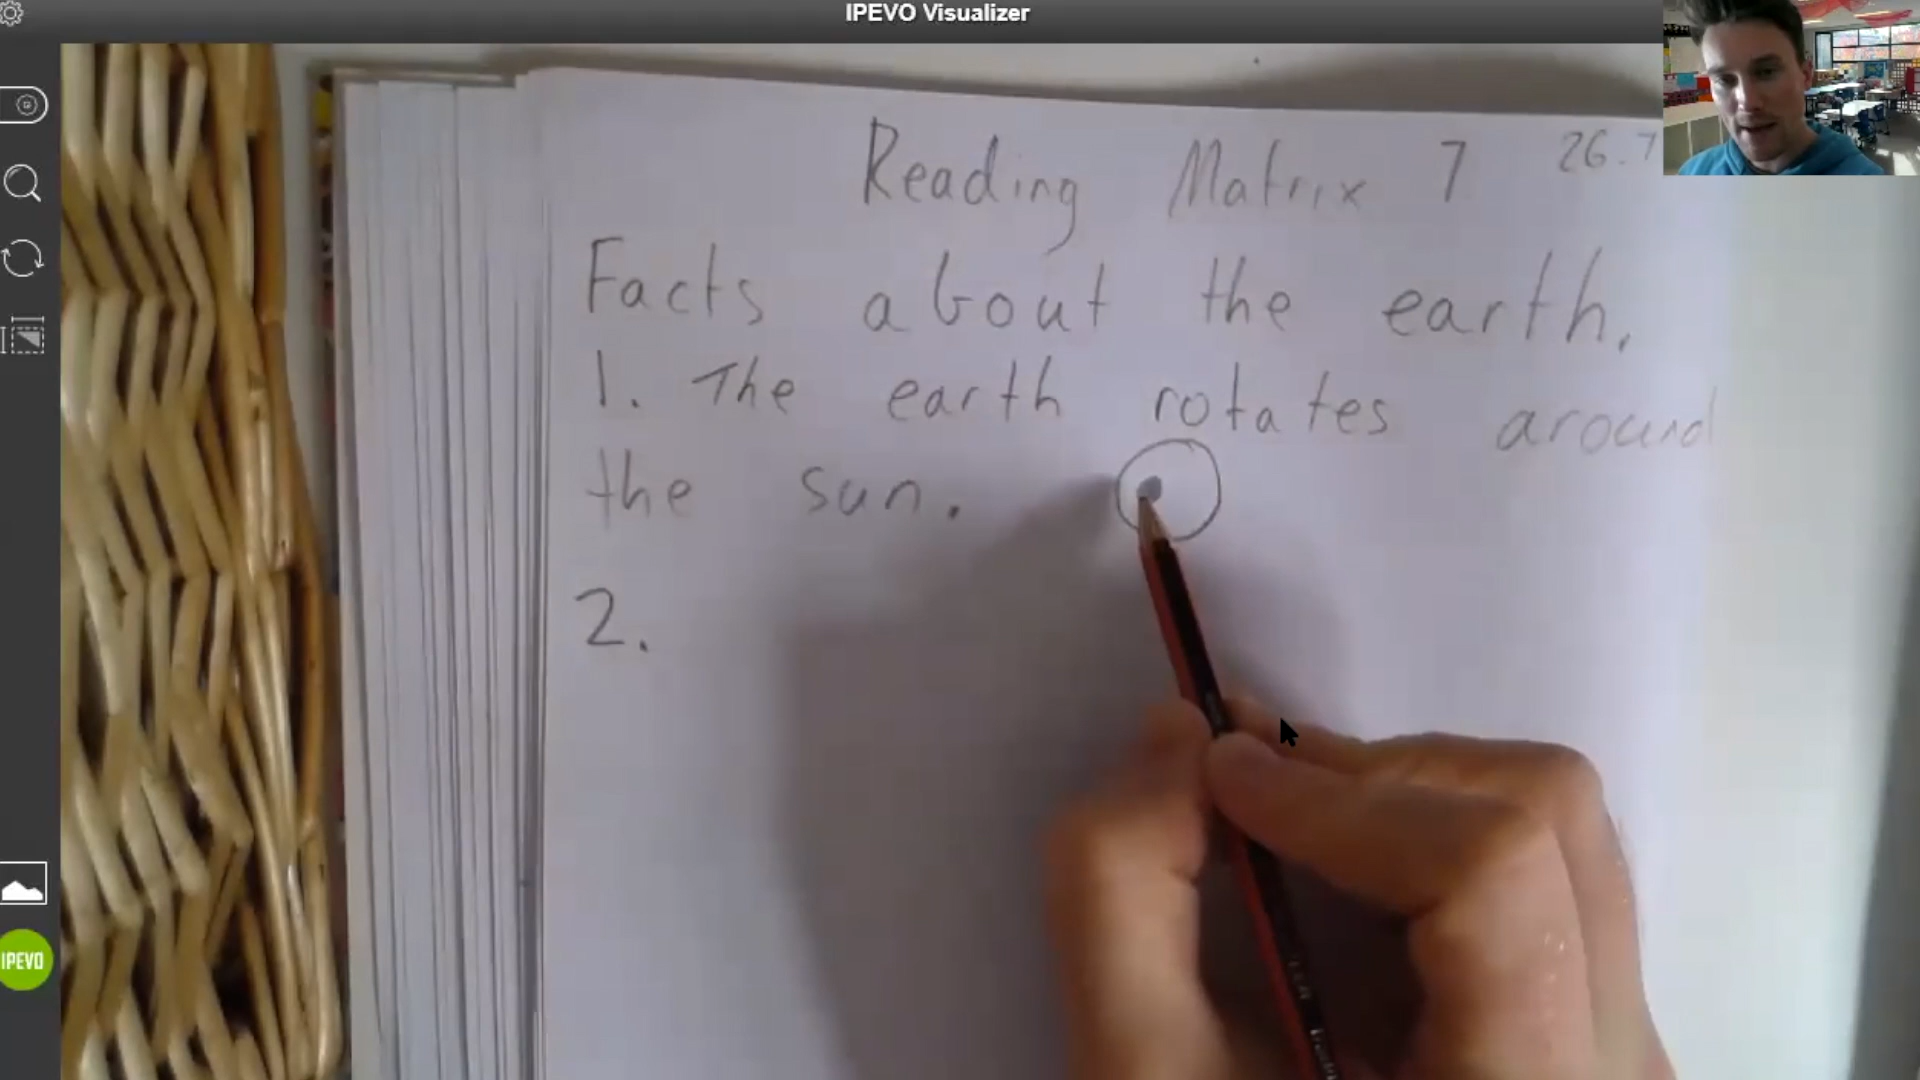 IPEVO Visualizer
Reading Matrix 7 26.7
Facts about the earth.
1. The earth rotates around
the sun.
2.
IPEVO